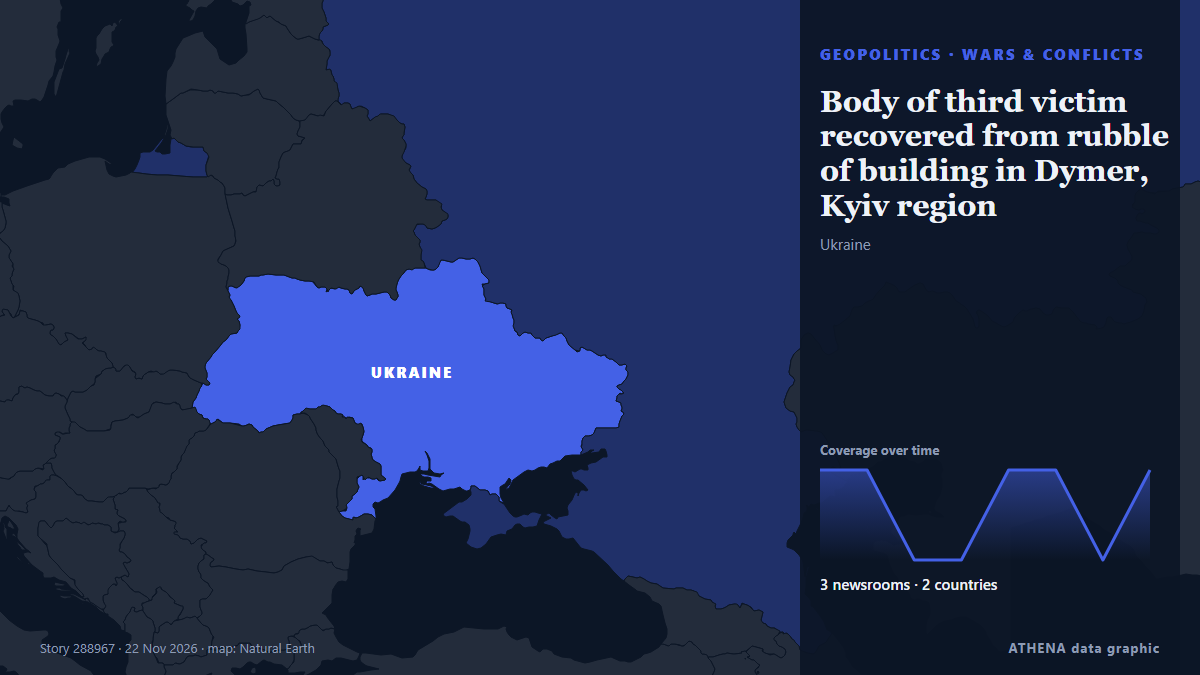 GEOPOLITICS · WARS & CONFLICTS
Body of third victim
recovered from rubble
of building in Dymer,
Kyiv region
Ukraine
UKRAINE
Coverage over time
3 newsrooms · 2 countries
Story 288967 · 22 Nov 2026 · map: Natural Earth
ATHENA data graphic